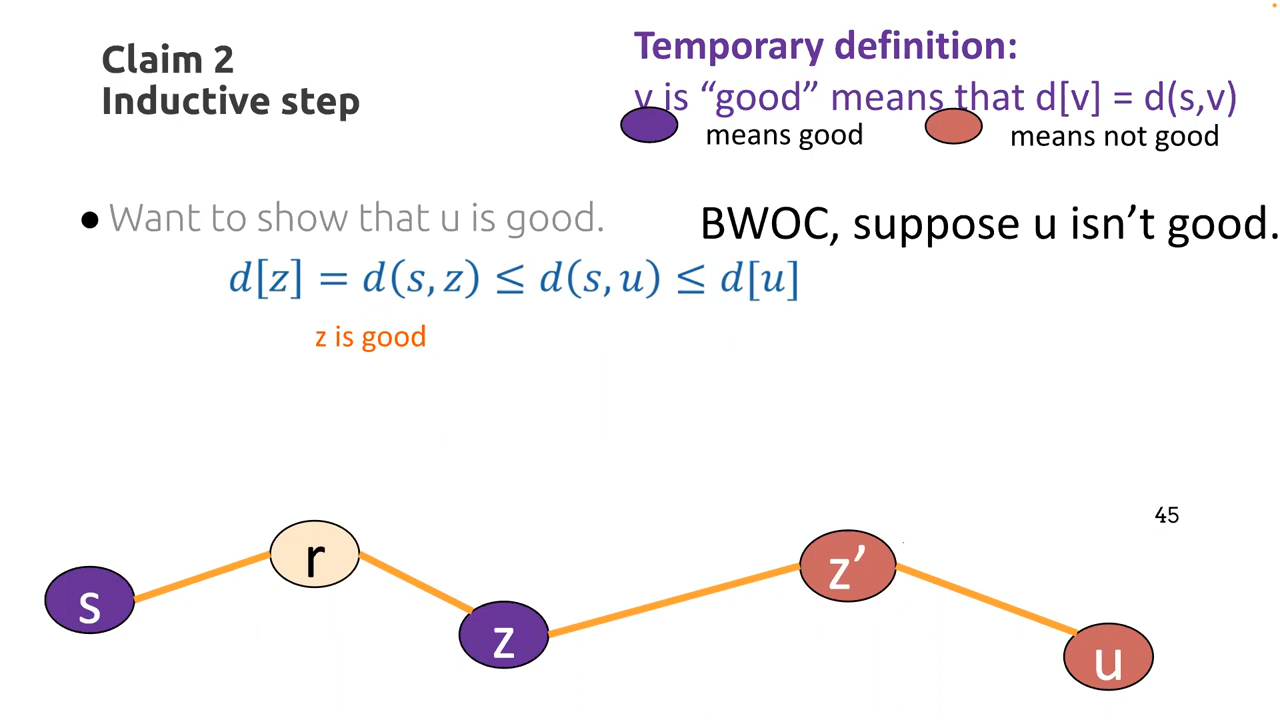 Claim 2
Inductive step
Temporary definition:
v is “good” means that d[v] = d(s,v)
means good
means not good
● Want to show that u is good.
BWOC, suppose u isn’t good.
d[z] = d(s, z) ≤ d(s, u) ≤ d[u]
z is good
45
s
r
z
z’
u